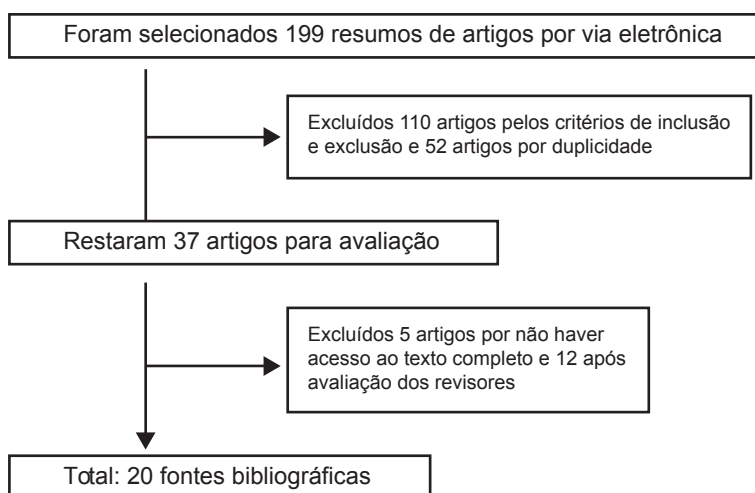 Foram selecionados 199 resumos de artigos por via eletrônica
Excluídos 110 artigos pelos critérios de inclusão
e exclusão e 52 artigos por duplicidade
Restaram 37 artigos para avaliação
Excluídos 5 artigos por não haver
acesso ao texto completo e 12 após
avaliação dos revisores
Total: 20 fontes bibliográficas